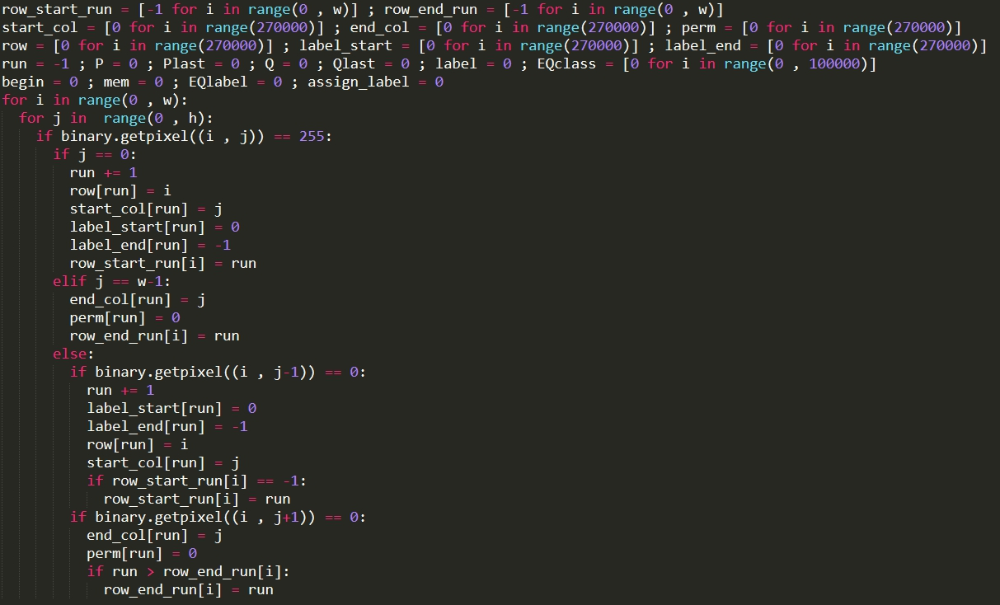 row_start_run = [-1 for i in range(0 , w)] ; row_end_run = [-1 for i in range(0 , w)]
start_col = [0 for i in range(270000)] ; end_col = [0 for i in range(270000)] ; perm = [0 for i in range(270000)]
row = [0 for i in range(270000)] ; label_start = [0 for i in range(270000)] ; label_end = [0 for i in range(270000)]
run = -1 ; P = 0 ; Plast = 0 ; Q = 0 ; Qlast = 0 ; label = 0 ; EQclass = [0 for i in range(0 , 100000)]
begin = 0 ; mem = 0 ; EQlabel = 0 ; assign_label = 0
for i in range(0 , w):
  for j in  range(0 , h):
    if binary.getpixel((i , j)) == 255:
      if j == 0:
        run += 1
        row[run] = i
        start_col[run] = j
        label_start[run] = 0
        label_end[run] = -1
        row_start_run[i] = run
      elif j == w-1:
        end_col[run] = j
        perm[run] = 0
        row_end_run[i] = run
      else:
        if binary.getpixel((i , j-1)) == 0:
          run += 1
          label_start[run] = 0
          label_end[run] = -1
          row[run] = i
          start_col[run] = j
          if row_start_run[i] == -1:
            row_start_run[i] = run
        if binary.getpixel((i , j+1)) == 0:
          end_col[run] = j
          perm[run] = 0
          if run > row_end_run[i]:
            row_end_run[i] = run